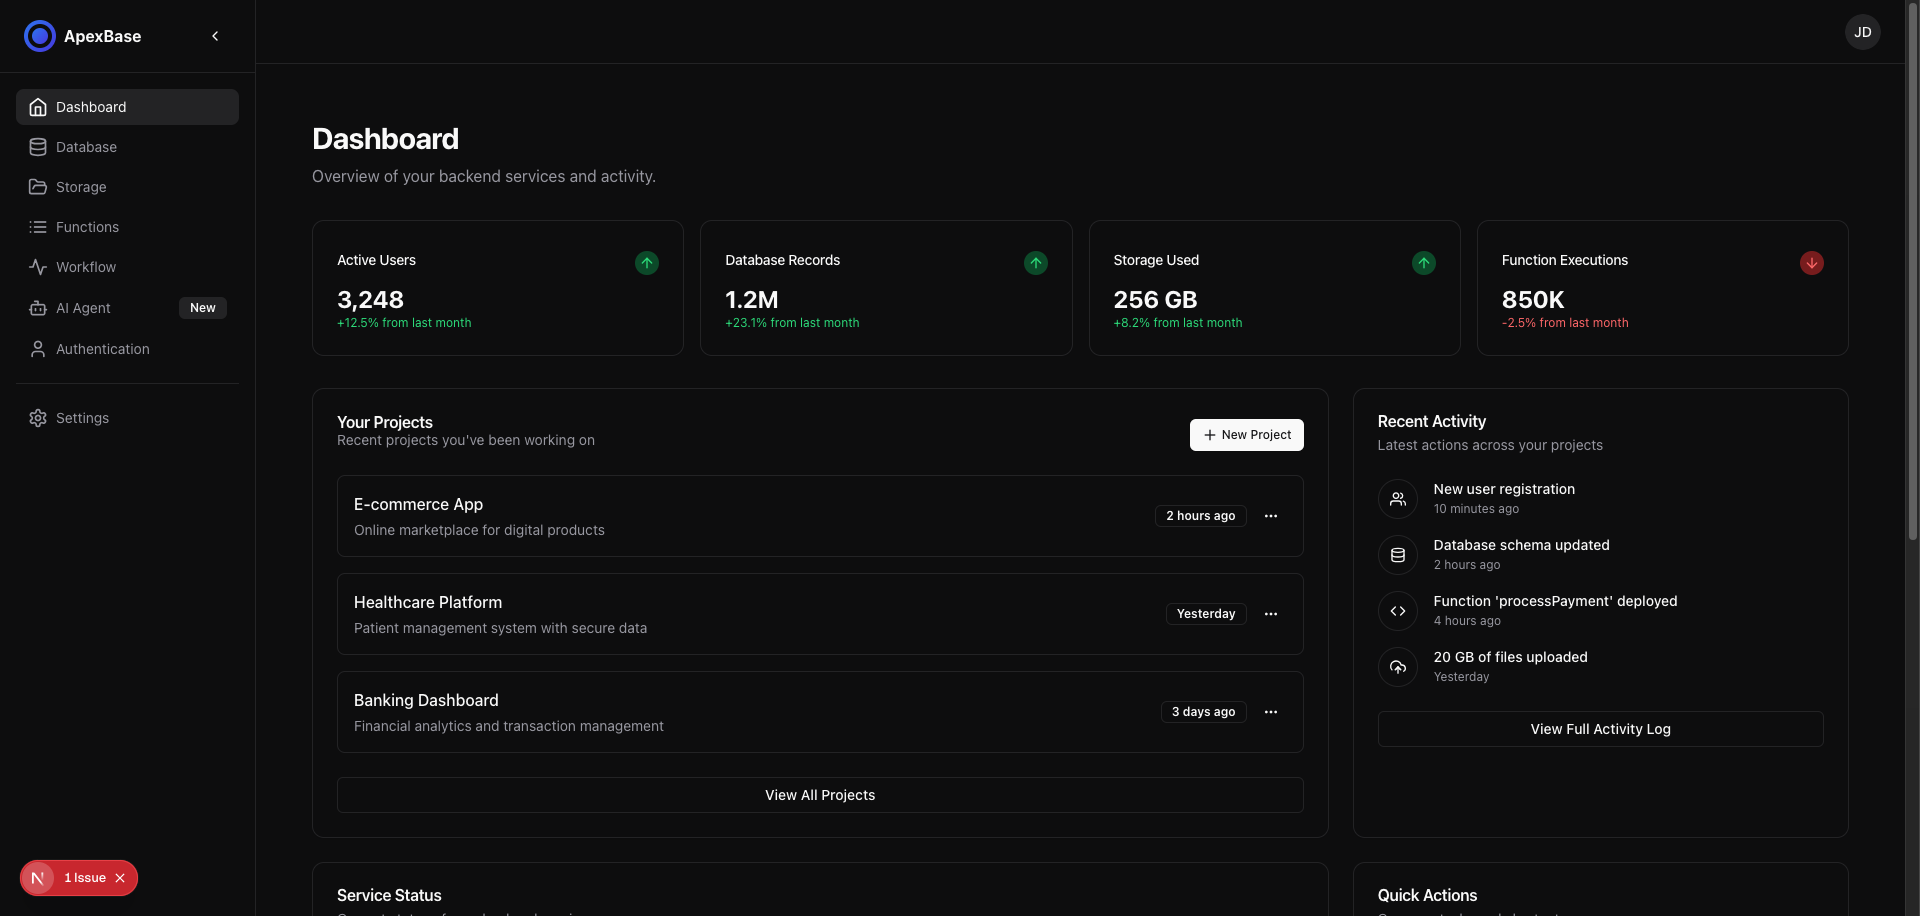 ApexBase
JD
Dashboard
Database
Storage
Functions
Workflow
AI Agent
New
Authentication
Settings
N
1 Issue
Dashboard
Overview of your backend services and activity.
Active Users
3,248
+12.5% from last month
Database Records
1.2M
+23.1% from last month
Storage Used
256 GB
+8.2% from last month
Function Executions
850K
-2.5% from last month
Your Projects
Recent projects you've been working on
New Project
E-commerce App
Online marketplace for digital products
2 hours ago
Healthcare Platform
Patient management system with secure data
Yesterday
Banking Dashboard
Financial analytics and transaction management
3 days ago
View All Projects
Recent Activity
Latest actions across your projects
New user registration
10 minutes ago
Database schema updated
2 hours ago
Function 'processPayment' deployed
4 hours ago
20 GB of files uploaded
Yesterday
View Full Activity Log
Service Status
Quick Actions